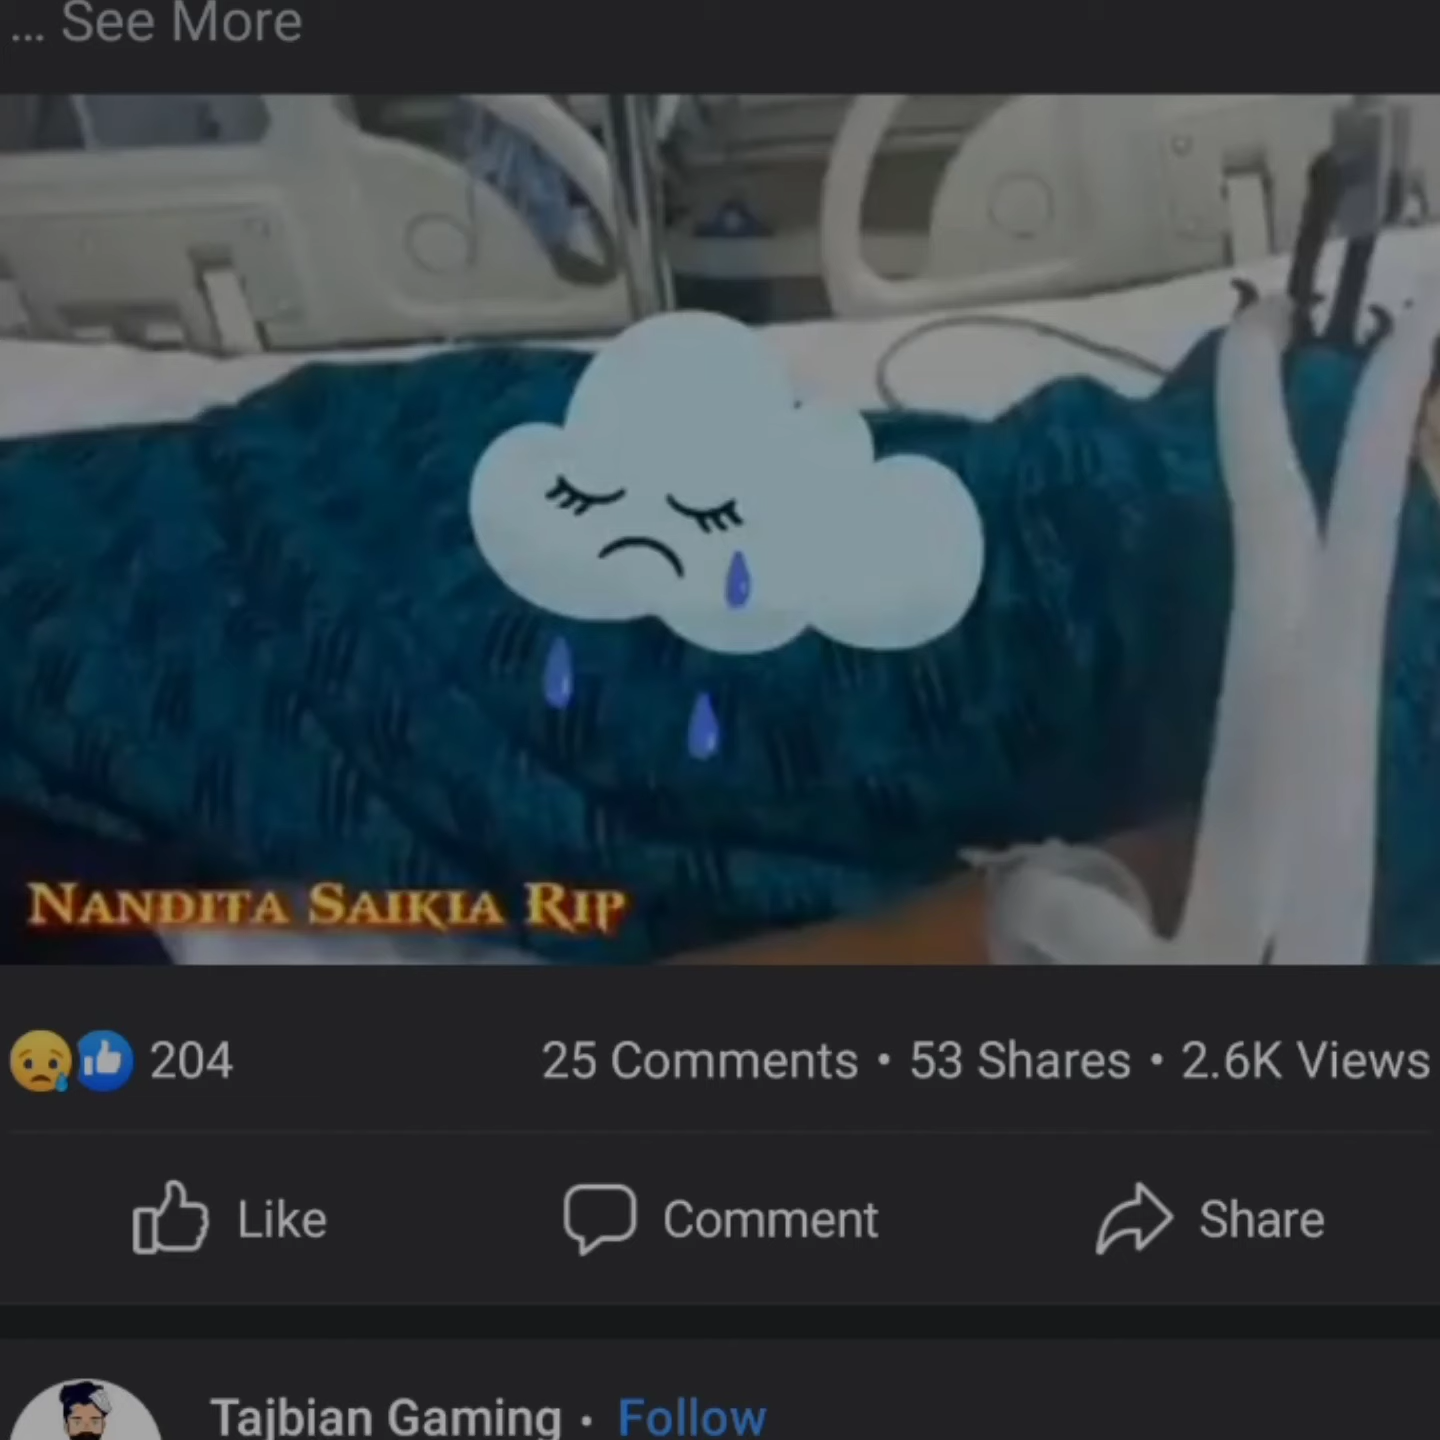 ... See More
NANDITA SAIKIA RIP
204
25 Comments • 53 Shares • 2.6K Views
Like
Comment
Share
Tajbian Gaming • Follow